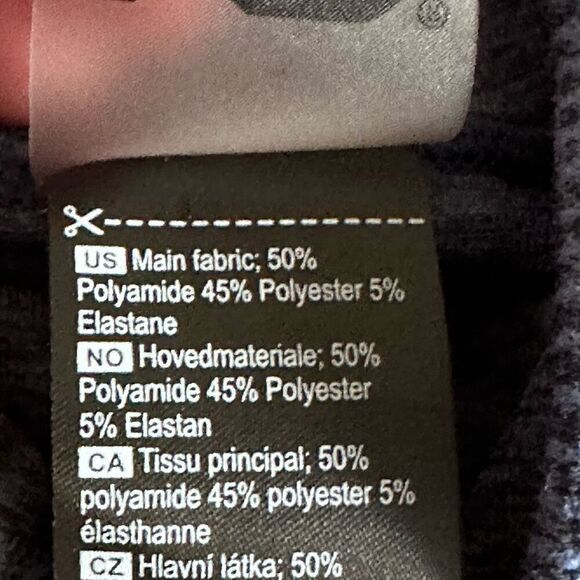 US Main fabric; 50%
Polyamide 45% Polyester 5%
Elastane
NO Hovedmateriale; 50%
Polyamide 45% Polyester
5% Elastan
CA Tissu principal; 50%
polyamide 45% polyester 5%
élasthanne
CZ Hlavní látka; 50%